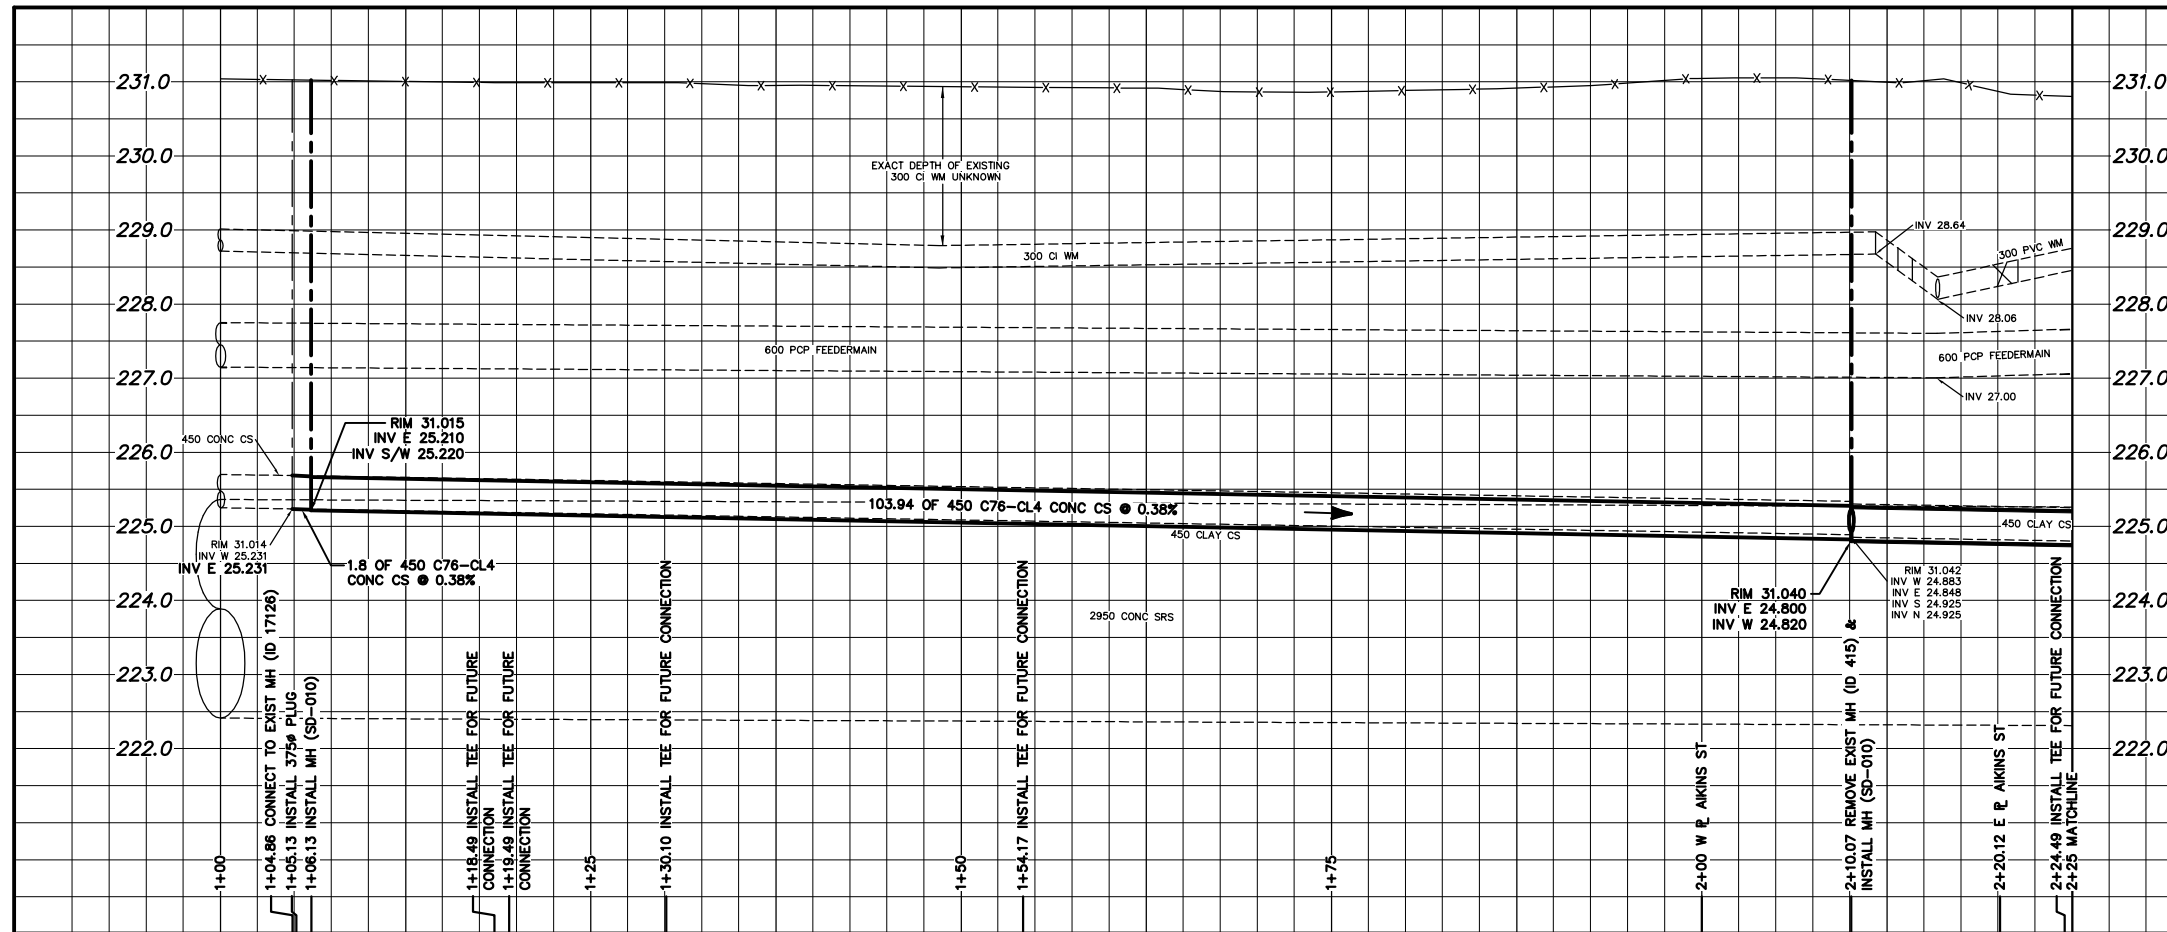 231.0
230.0
229.0
228.0
227.0
226.0
225.0
224.0
223.0
222.0
231.0
230.0
229.0
228.0
227.0
226.0
225.0
224.0
223.0
222.0
EXACT DEPTH OF EXISTING
300 CI WM UNKNOWN
300 CI WM
INV 28.64
300 PVC WM
INV 28.06
600 PCP FEEDERMAIN
600 PCP FEEDERMAIN
INV 27.00
450 CONC CS
RIM 31.015
INV E 25.210
INV S/W 25.220
103.94 OF 450 C76-CL4 CONC CS @ 0.38%
450 CLAY CS
450 CLAY CS
RIM 31.014
INV W 25.231
INV E 25.231
1.8 OF 450 C76-CL4
CONC CS @ 0.38%
2950 CONC SRS
RIM 31.040
INV E 24.800
INV W 24.820
RIM 31.042
INV W 24.883
INV E 24.848
INV S 24.925
INV N 24.925
1+00
1+04.86 CONNECT TO EXIST MH (ID 17126)
1+05.13 INSTALL 375ø PLUG
1+06.13 INSTALL MH (SD-010)
1+18.49 INSTALL TEE FOR FUTURE
CONNECTION
1+19.49 INSTALL TEE FOR FUTURE
CONNECTION
1+25
1+30.10 INSTALL TEE FOR FUTURE CONNECTION
1+50
1+54.17 INSTALL TEE FOR FUTURE CONNECTION
1+75
2+00 W PL AIKINS ST
2+10.07 REMOVE EXIST MH (ID 415) &
INSTALL MH (SD-010)
2+20.12 E PL AIKINS ST
2+24.49 INSTALL TEE FOR FUTURE CONNECTION
2+25 MATCHLINE